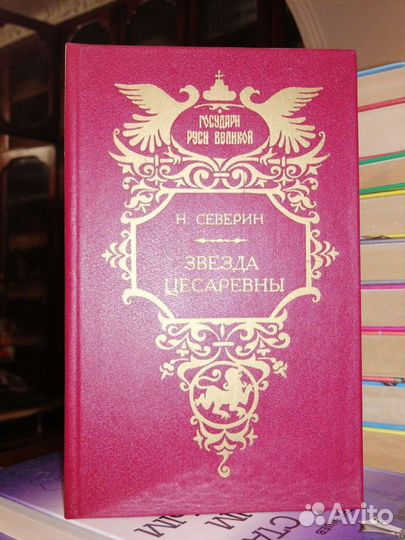 ГОСУДАРИ
РУСИ ВЕЛИКОЙ
Н. СЕВЕРИН
ЗВЕЗДА
ЦЕСАРЕВНЫ
Avito